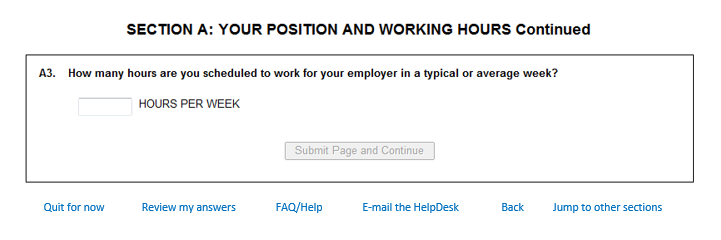 SECTION A: YOUR POSITION AND WORKING HOURS Continued
A3. How many hours are you scheduled to work for your employer in a typical or average week?
HOURS PER WEEK
Submit Page and Continue
Quit for now Review my answers FAQ/Help E-mail the HelpDesk Back Jump to other sections